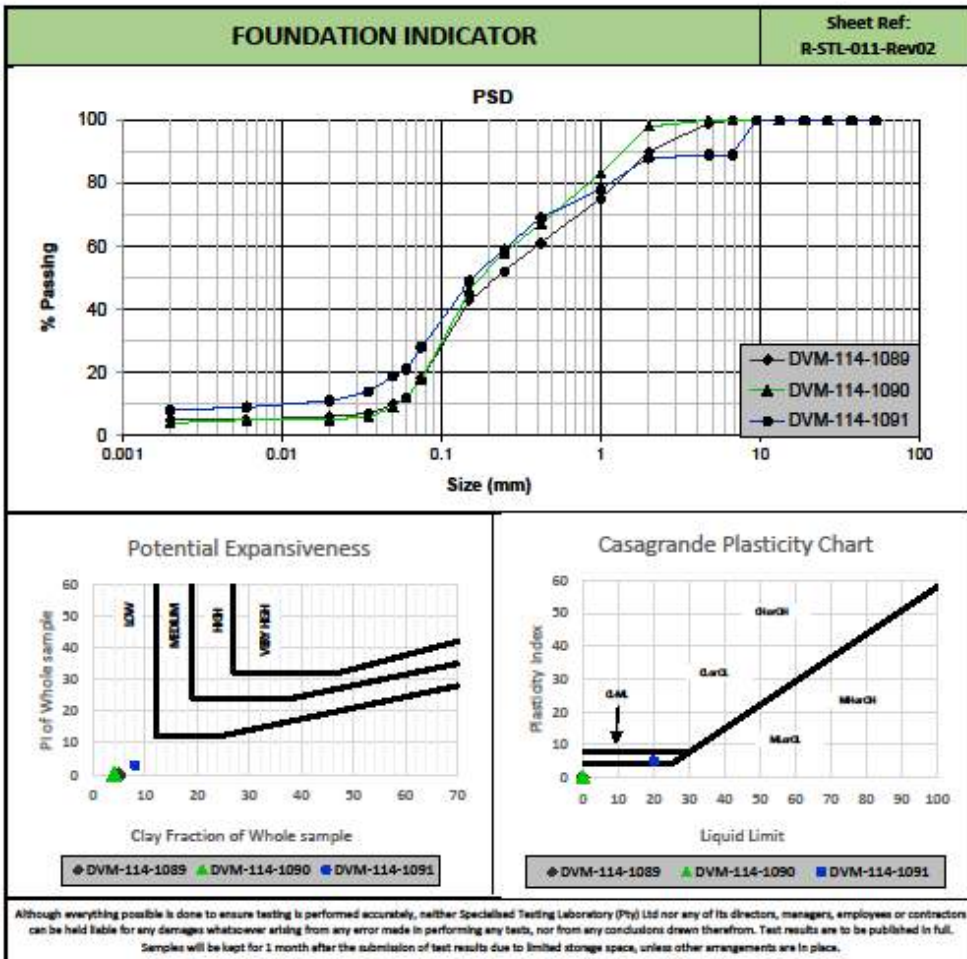 FOUNDATION INDICATOR
Sheet Ref:
R-STL-011-Rev02
PSD
% Passing
100
80
60
40
20
0
0.001
0.01
0.1
1
10
100
Size (mm)
DVM-114-1089
DVM-114-1090
DVM-114-1091
Potential Expansiveness
PI of Whole sample
60
50
40
30
20
10
0
LOW
MEDIUM
HIGH
VERY HIGH
0 10 20 30 40 50 60 70
Clay Fraction of Whole sample
DVM-114-1089 DVM-114-1090 DVM-114-1091
Casagrande Plasticity Chart
Plasticity Index
60
50
40
30
20
10
0
CL-ML
0 10 20 30 40 50 60 70 80 90 100
Liquid Limit
DVM-114-1089 DVM-114-1090 DVM-114-1091
Although everything possible is done to ensure testing is performed accurately, neither Specialised Testing Laboratory (Pty) Ltd nor any of its directors, managers, employees or contractors
can be held liable for any damages whatsoever arising from any error made in performing any tests, nor from any conclusions drawn therefrom. Test results are to be published in full.
Samples will be kept for 1 month after the submission of test results due to limited storage space, unless other arrangements are in place.